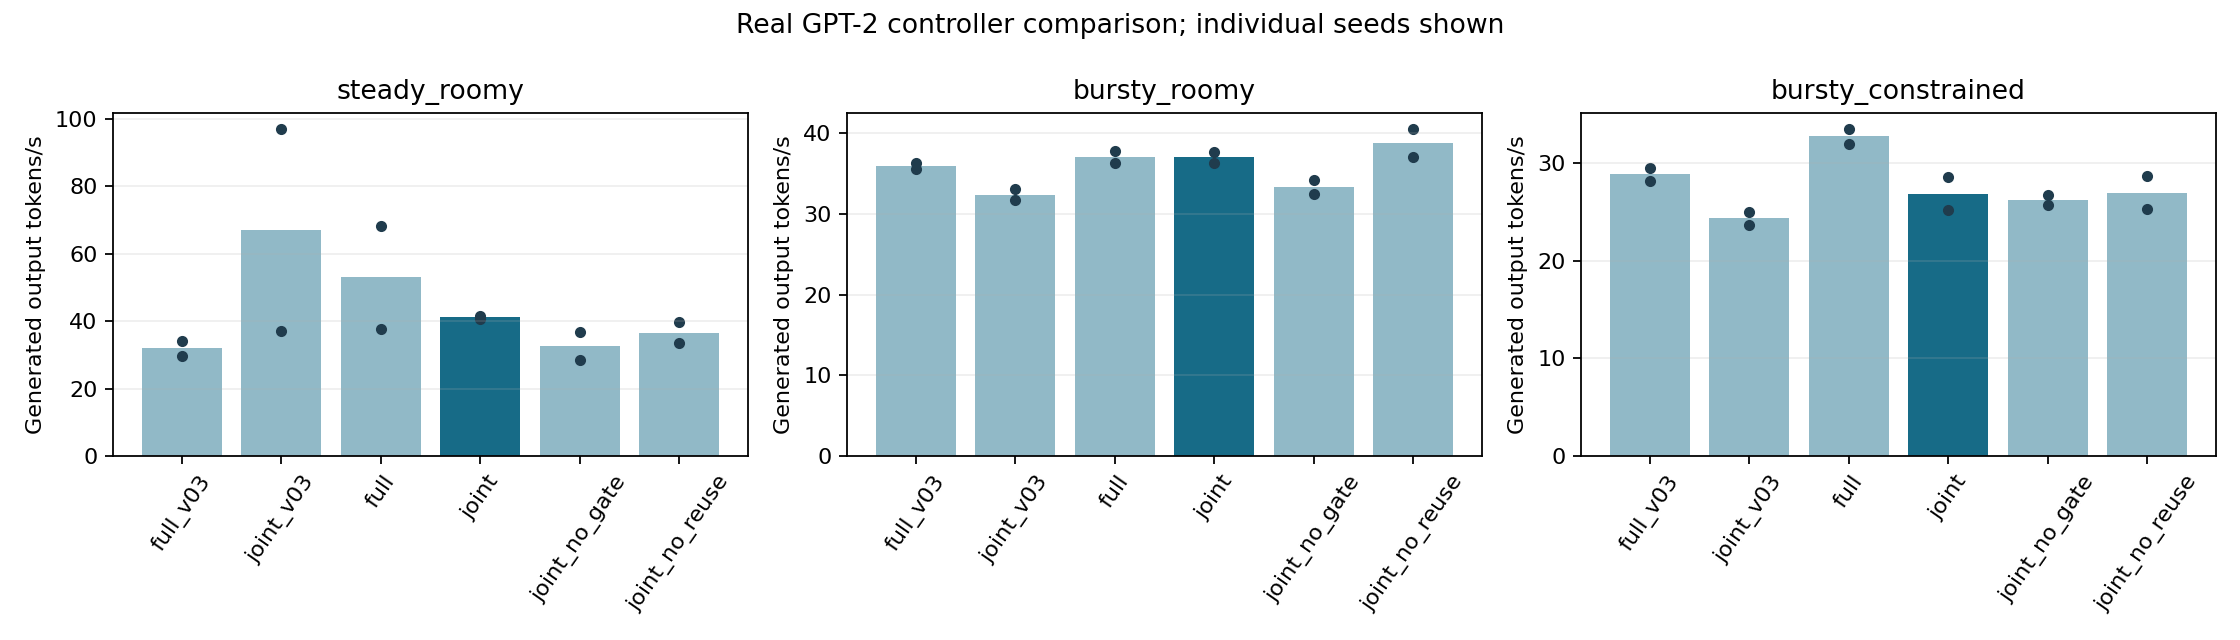 Real GPT-2 controller comparison; individual seeds shown
steady_roomy
Generated output tokens/s
100
80
60
40
20
0
full_v03
joint_v03
full
joint
joint_no_gate
joint_no_reuse
bursty_roomy
Generated output tokens/s
40
30
20
10
0
full_v03
joint_v03
full
joint
joint_no_gate
joint_no_reuse
bursty_constrained
Generated output tokens/s
30
20
10
0
full_v03
joint_v03
full
joint
joint_no_gate
joint_no_reuse